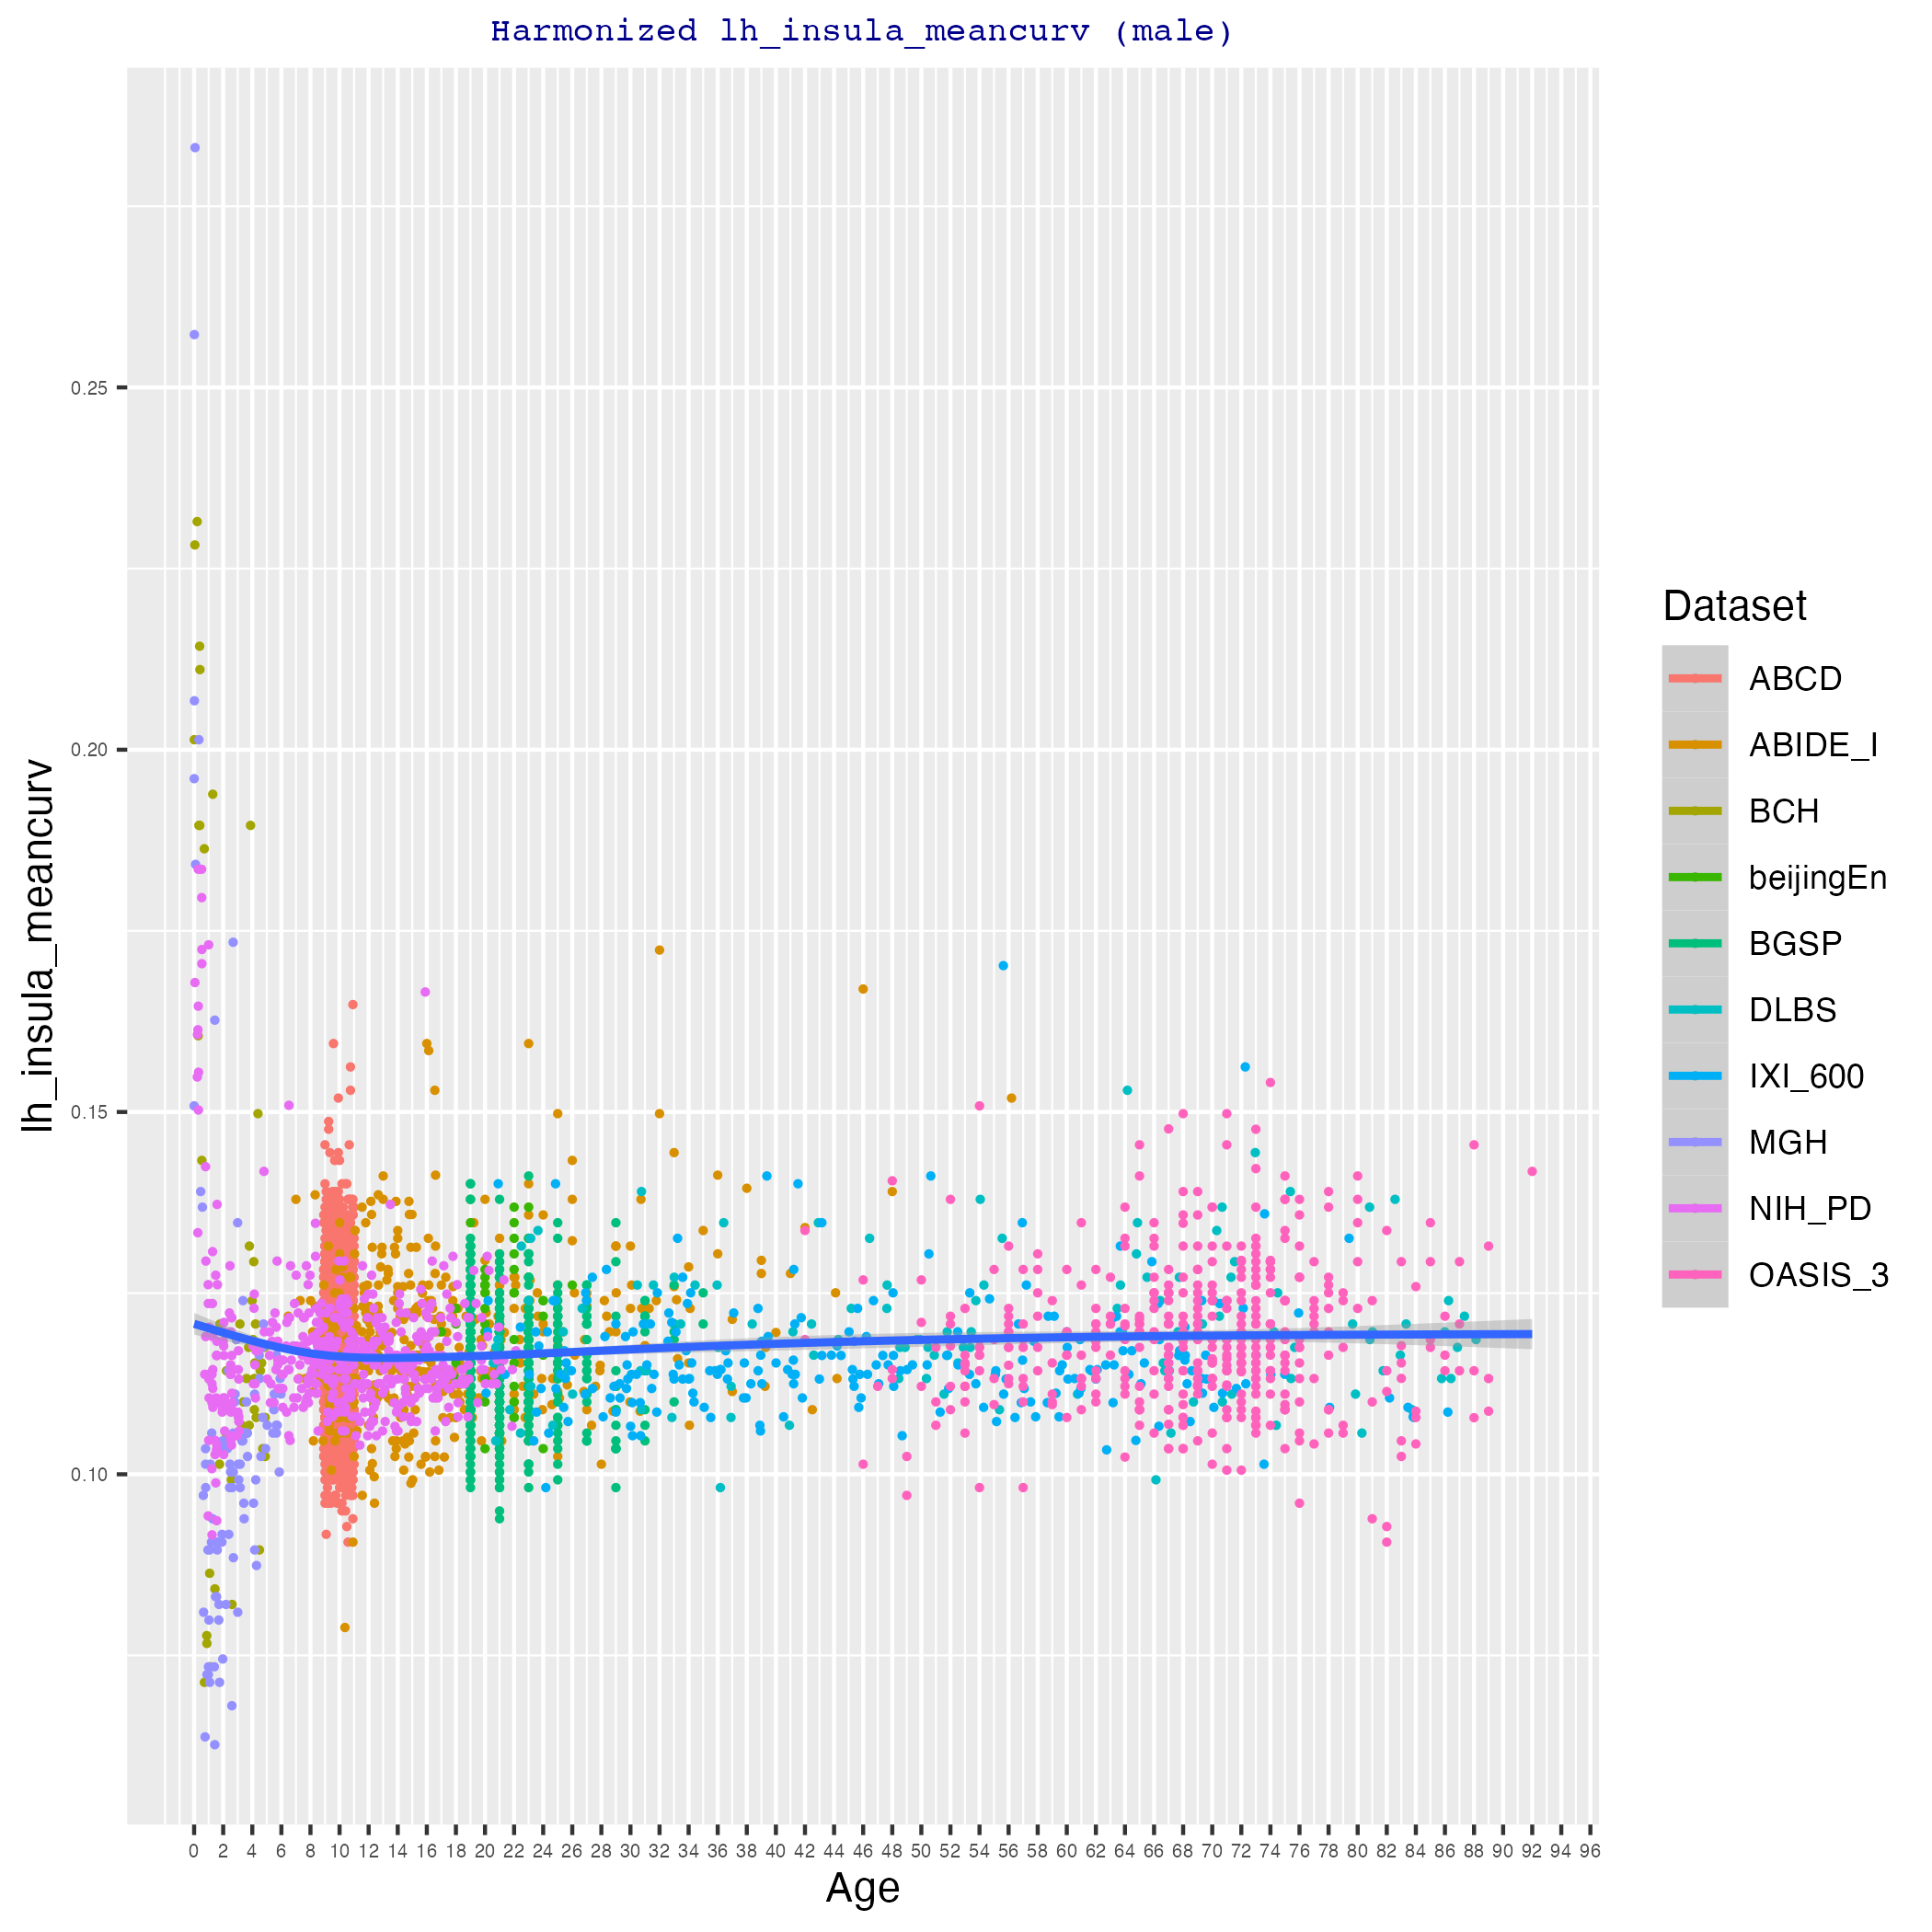 Harmonized lh_insula_meancurv (male)
lh_insula_meancurv
0.25
0.20
0.15
0.10
0 2 4 6 8 10 12 14 16 18 20 22 24 26 28 30 32 34 36 38 40 42 44 46 48 50 52 54 56 58 60 62 64 66 68 70 72 74 76 78 80 82 84 86 88 90 92 94 96
Age
Dataset
ABCD
ABIDE_I
BCH
beijingEn
BGSP
DLBS
IXI_600
MGH
NIH_PD
OASIS_3